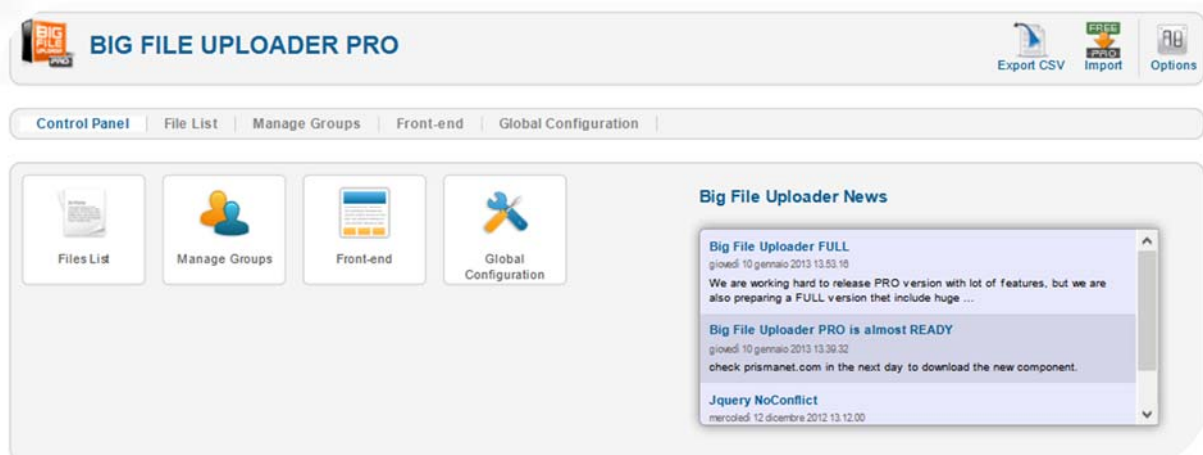 BIG FILE UPLOADER PRO
BIG FILE UPLOADER PRO
Export CSV
FREE PRO Import
Options
Control Panel | File List | Manage Groups | Front-end | Global Configuration |
Files List
Manage Groups
Front-end
Global
Configuration
Big File Uploader News
Big File Uploader FULL
giovedì 10 gennaio 2013 13.53.16
We are working hard to release PRO version with lot of features, but we are
also preparing a FULL version thet include huge ...
Big File Uploader PRO is almost READY
giovedì 10 gennaio 2013 13.39.32
check prismanet.com in the next day to download the new component.
Jquery NoConflict
mercoledì 12 dicembre 2012 13.12.00